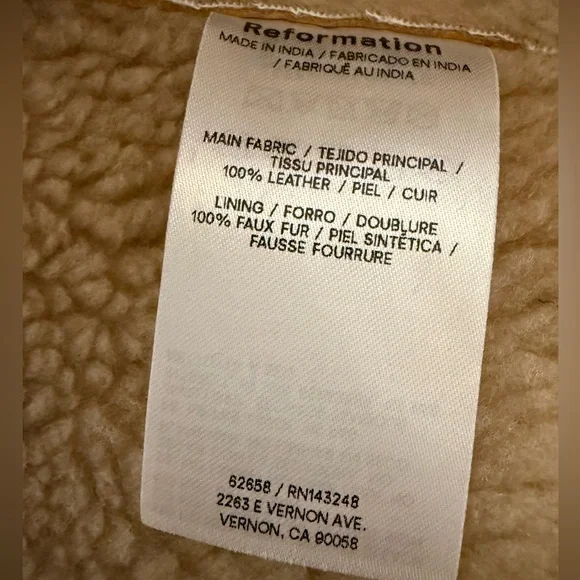 Reformation
MADE IN INDIA / FABRICADO EN INDIA
/ FABRIQUÉ AU INDIA
MAIN FABRIC / TEJIDO PRINCIPAL /
TISSU PRINCIPAL
100% LEATHER / PIEL / CUIR
LINING / FORRO / DOUBLURE
100% FAUX FUR / PIEL SINTÉTICA /
FAUSSE FOURRURE
62658 / RN143248
2263 E VERNON AVE.
VERNON, CA 90058